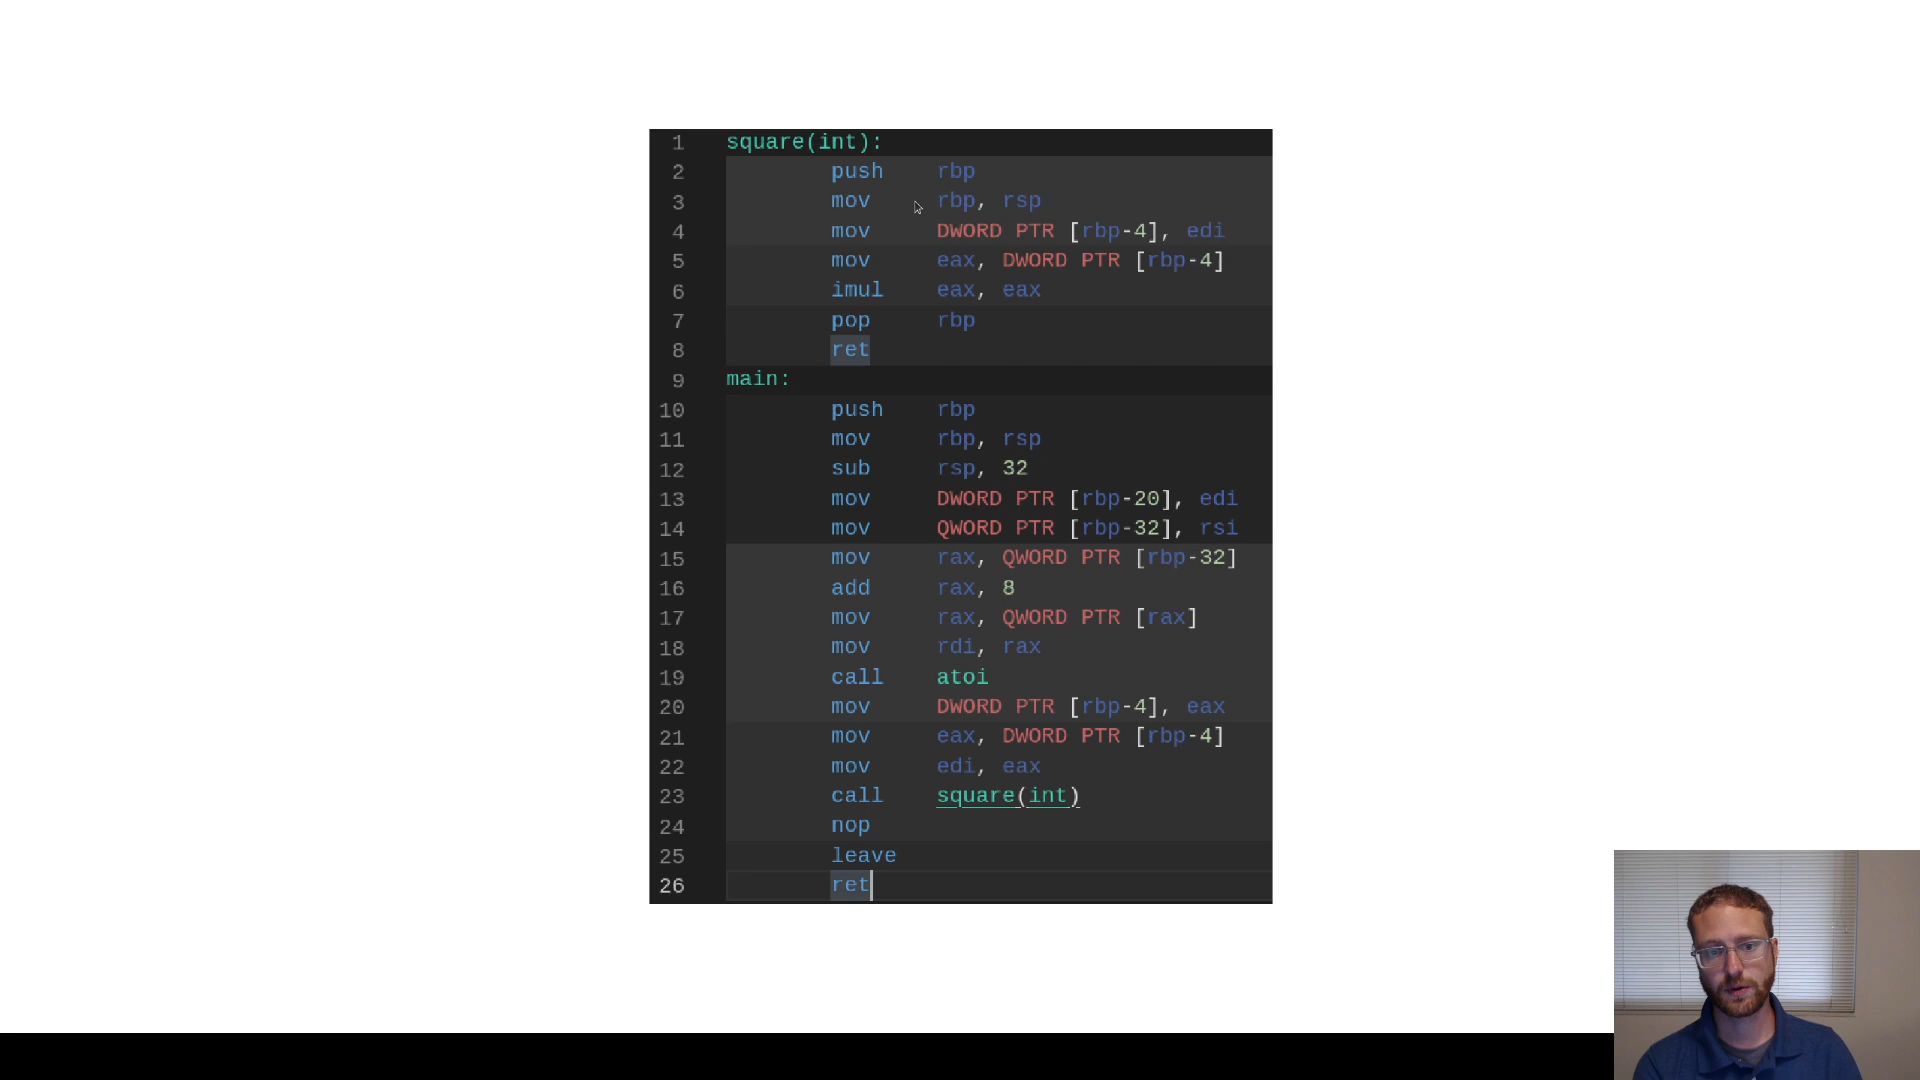 1 square(int):
2 push rbp
3 mov rbp, rsp
4 mov DWORD PTR [rbp-4], edi
5 mov eax, DWORD PTR [rbp-4]
6 imul eax, eax
7 pop rbp
8 ret
9 main:
10 push rbp
11 mov rbp, rsp
12 sub rsp, 32
13 mov DWORD PTR [rbp-20], edi
14 mov QWORD PTR [rbp-32], rsi
15 mov rax, QWORD PTR [rbp-32]
16 add rax, 8
17 mov rax, QWORD PTR [rax]
18 mov rdi, rax
19 call atoi
20 mov DWORD PTR [rbp-4], eax
21 mov eax, DWORD PTR [rbp-4]
22 mov edi, eax
23 call square(int)
24 nop
25 leave
26 ret